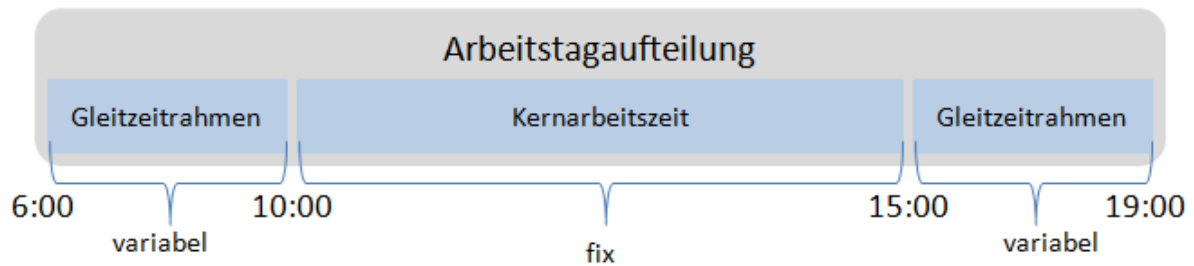 Arbeitstagaufteilung
Gleitzeitrahmen Kernarbeitszeit Gleitzeitrahmen
6:00 10:00 15:00 19:00
variabel fix variabel